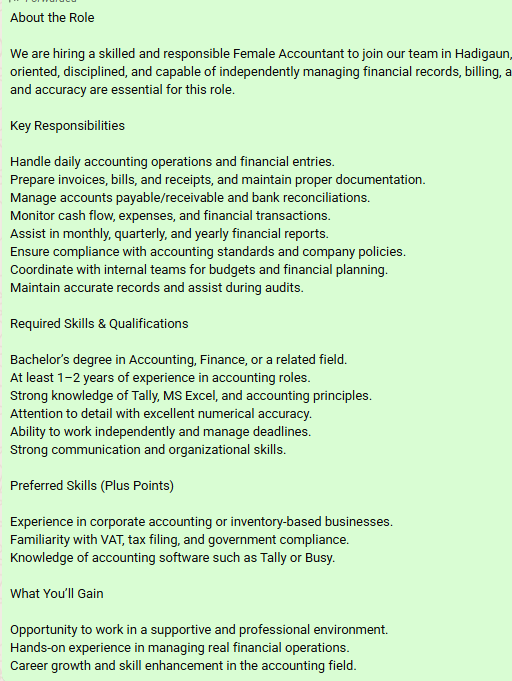 Forwarded
About the Role
We are hiring a skilled and responsible Female Accountant to join our team in Hadigaun,
oriented, disciplined, and capable of independently managing financial records, billing, a
and accuracy are essential for this role.
Key Responsibilities
Handle daily accounting operations and financial entries.
Prepare invoices, bills, and receipts, and maintain proper documentation.
Manage accounts payable/receivable and bank reconciliations.
Monitor cash flow, expenses, and financial transactions.
Assist in monthly, quarterly, and yearly financial reports.
Ensure compliance with accounting standards and company policies.
Coordinate with internal teams for budgets and financial planning.
Maintain accurate records and assist during audits.
Required Skills & Qualifications
Bachelor’s degree in Accounting, Finance, or a related field.
At least 1–2 years of experience in accounting roles.
Strong knowledge of Tally, MS Excel, and accounting principles.
Attention to detail with excellent numerical accuracy.
Ability to work independently and manage deadlines.
Strong communication and organizational skills.
Preferred Skills (Plus Points)
Experience in corporate accounting or inventory-based businesses.
Familiarity with VAT, tax filing, and government compliance.
Knowledge of accounting software such as Tally or Busy.
What You’ll Gain
Opportunity to work in a supportive and professional environment.
Hands-on experience in managing real financial operations.
Career growth and skill enhancement in the accounting field.